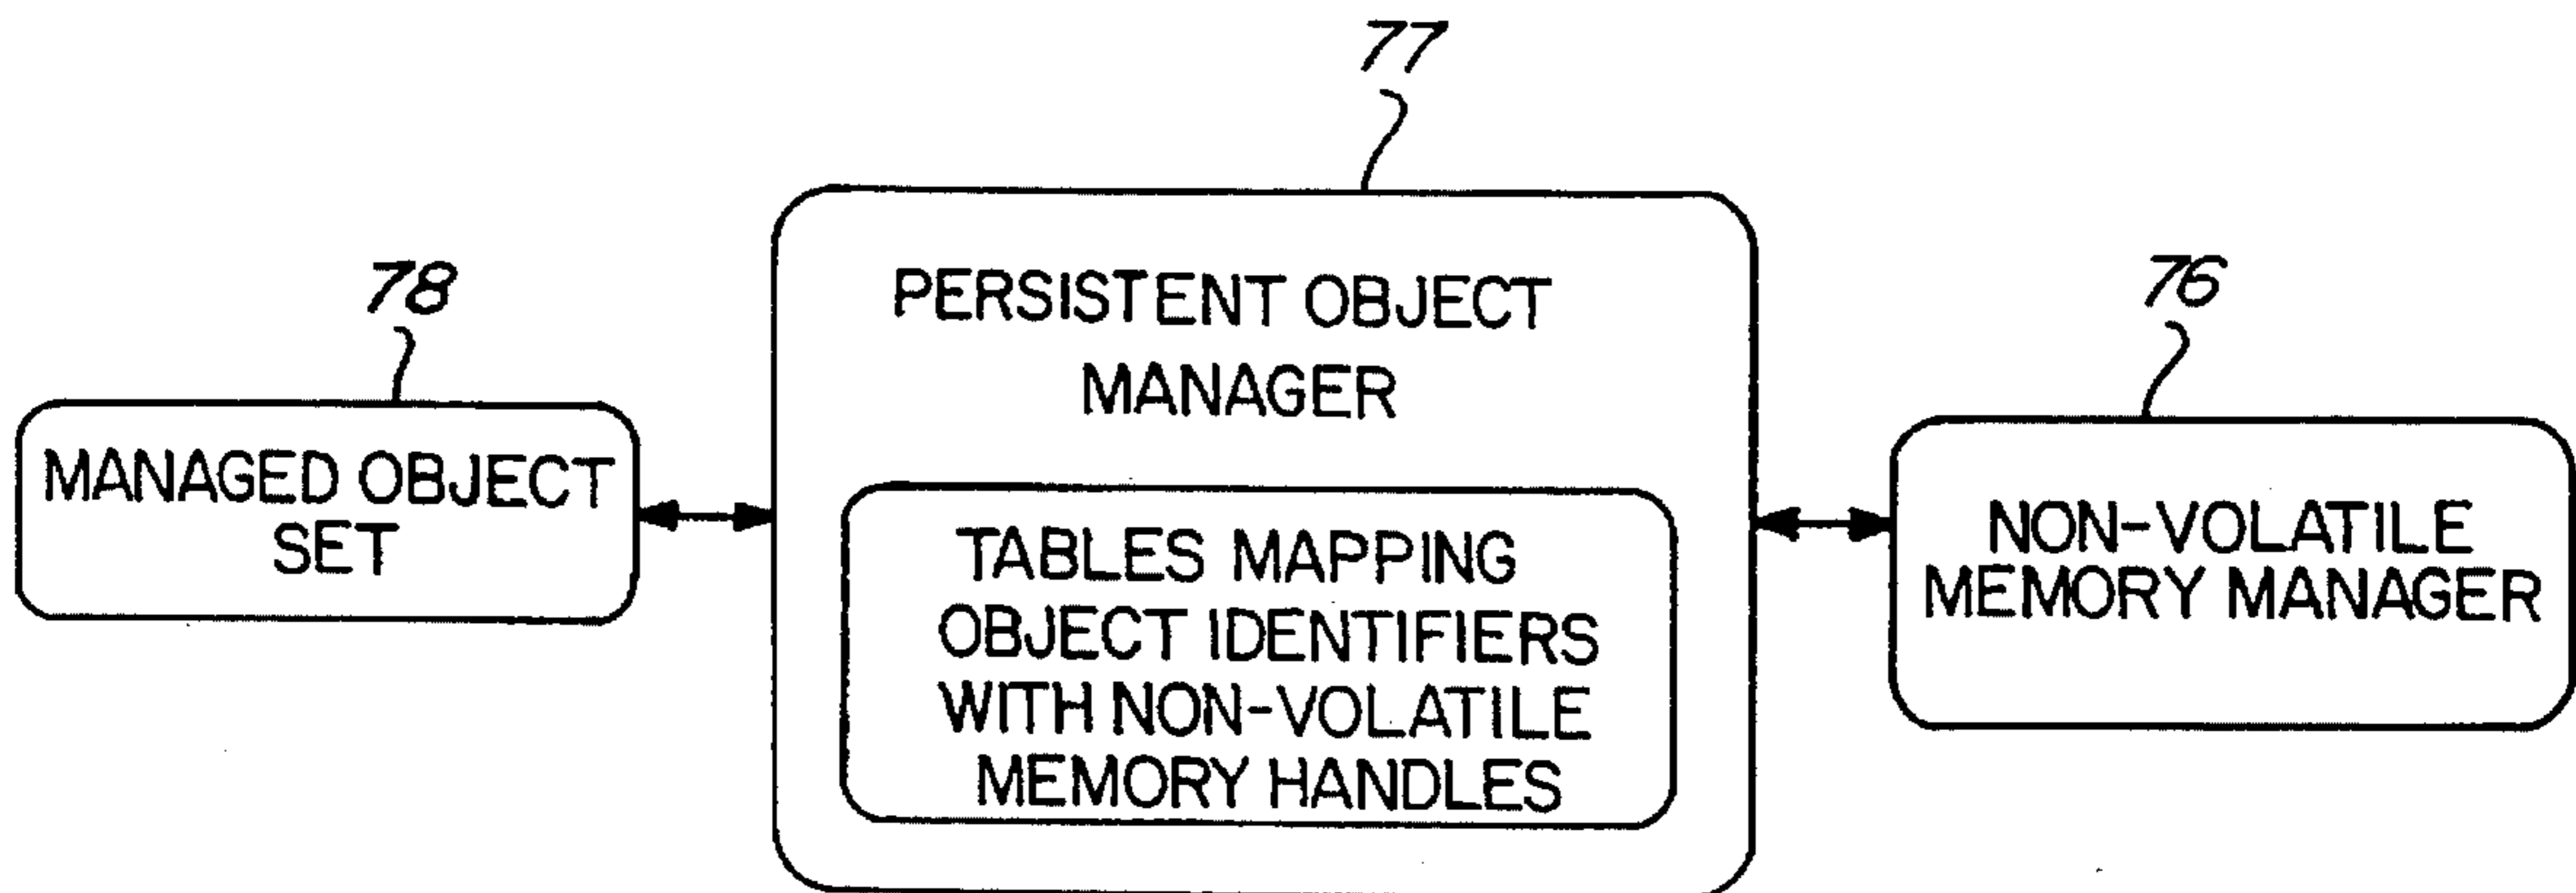 77
78
76
PERSISTENT OBJECT
MANAGER
MANAGED OBJECT
SET
NON-VOLATILE
MEMORY MANAGER
TABLES MAPPING
OBJECT IDENTIFIERS
WITH NON-VOLATILE
MEMORY HANDLES